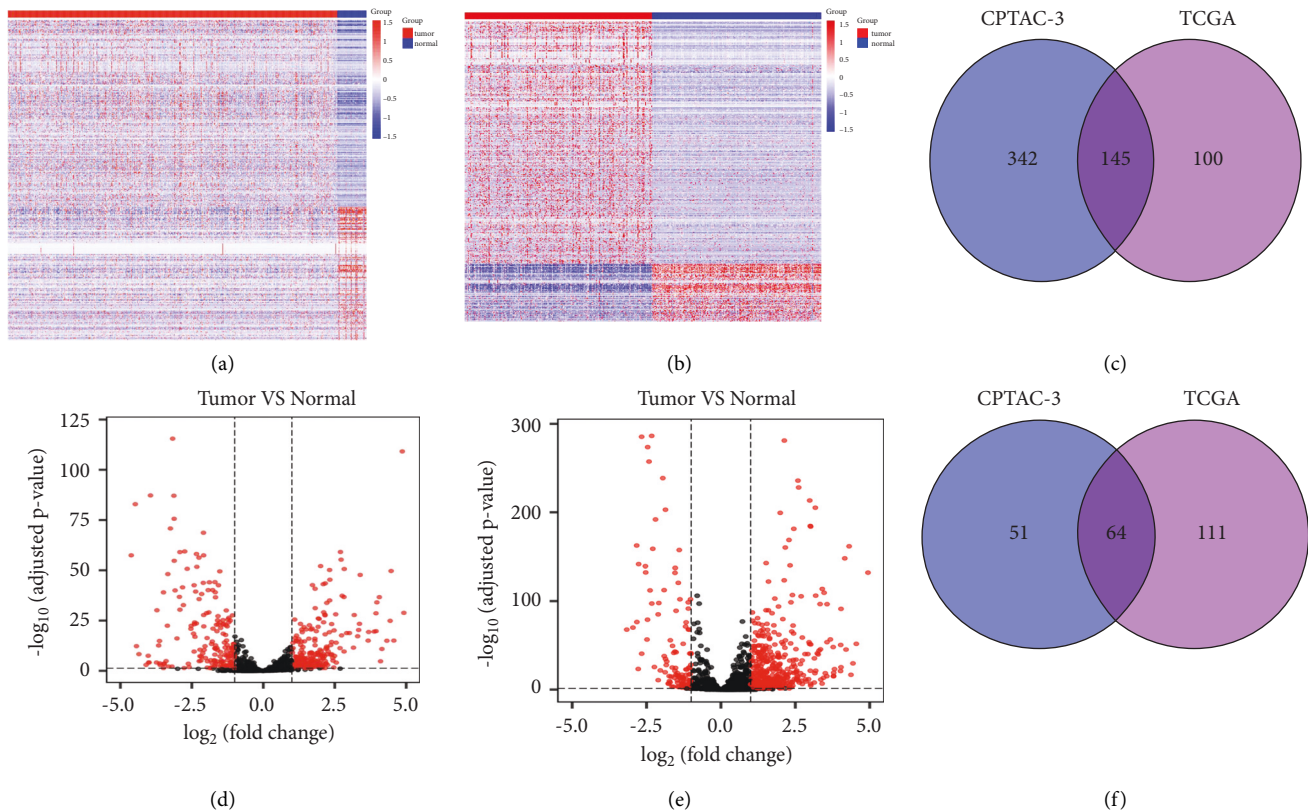 Group
1.5
1
0.5
0
-0.5
-1
-1.5
Group
tumor
normal
(a)
Group
1.5
1
0.5
0
-0.5
-1
-1.5
Group
tumor
normal
(b)
CPTAC-3 TCGA
342 145 100
(c)
Tumor VS Normal
-log10 (adjusted p-value)
125
100
75
50
25
0
-5.0 -2.5 0.0 2.5 5.0
log2 (fold change)
(d)
Tumor VS Normal
-log10 (adjusted p-value)
300
200
100
0
-5.0 -2.5 0.0 2.5 5.0
log2 (fold change)
(e)
CPTAC-3 TCGA
51 64 111
(f)